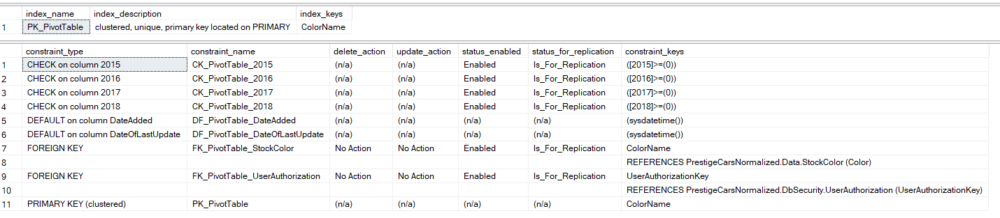 index_name index_description index_keys
1 PK_PivotTable clustered, unique, primary key located on PRIMARY ColorName
constraint_type constraint_name delete_action update_action status_enabled status_for_replication constraint_keys
1 CHECK on column 2015 CK_PivotTable_2015 (n/a) (n/a) Enabled Is_For_Replication ([2015]>=(0))
2 CHECK on column 2016 CK_PivotTable_2016 (n/a) (n/a) Enabled Is_For_Replication ([2016]>=(0))
3 CHECK on column 2017 CK_PivotTable_2017 (n/a) (n/a) Enabled Is_For_Replication ([2017]>=(0))
4 CHECK on column 2018 CK_PivotTable_2018 (n/a) (n/a) Enabled Is_For_Replication ([2018]>=(0))
5 DEFAULT on column DateAdded DF_PivotTable_DateAdded (n/a) (n/a) (n/a) (n/a) (sysdatetime())
6 DEFAULT on column DateOfLastUpdate DF_PivotTable_DateOfLastUpdate (n/a) (n/a) (n/a) (n/a) (sysdatetime())
7 FOREIGN KEY FK_PivotTable_StockColor No Action No Action Enabled Is_For_Replication ColorName
8 REFERENCES PrestigeCarsNormalized.Data.StockColor (Color)
9 FOREIGN KEY FK_PivotTable_UserAuthorization No Action No Action Enabled Is_For_Replication UserAuthorizationKey
10 REFERENCES PrestigeCarsNormalized.DbSecurity.UserAuthorization (UserAuthorizationKey)
11 PRIMARY KEY (clustered) PK_PivotTable (n/a) (n/a) (n/a) (n/a) ColorName